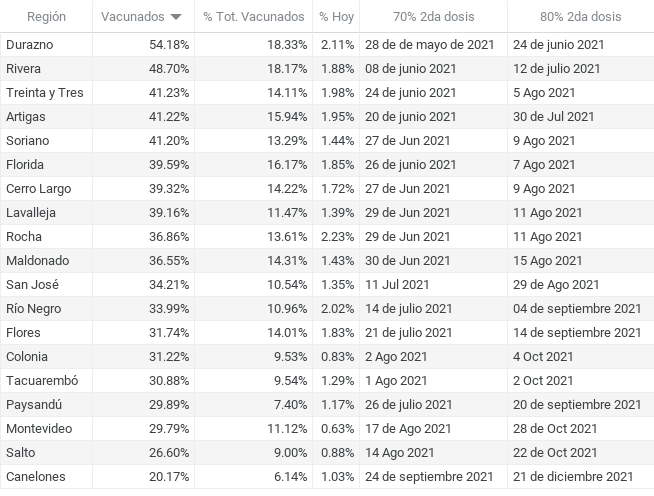 Región Vacunados % Tot. Vacunados % Hoy 70% 2da dosis 80% 2da dosis
Durazno 54.18% 18.33% 2.11% 28 de de mayo de 2021 24 de junio 2021
Rivera 48.70% 18.17% 1.88% 08 de junio 2021 12 de julio 2021
Treinta y Tres 41.23% 14.11% 1.98% 24 de junio 2021 5 Ago 2021
Artigas 41.22% 15.94% 1.95% 20 de junio 2021 30 de Jul 2021
Soriano 41.20% 13.29% 1.44% 27 de Jun 2021 9 Ago 2021
Florida 39.59% 16.17% 1.85% 26 de junio 2021 7 Ago 2021
Cerro Largo 39.32% 14.22% 1.72% 27 de Jun 2021 9 Ago 2021
Lavalleja 39.16% 11.47% 1.39% 29 de Jun 2021 11 Ago 2021
Rocha 36.86% 13.61% 2.23% 29 de Jun 2021 11 Ago 2021
Maldonado 36.55% 14.31% 1.43% 30 de Jun 2021 15 Ago 2021
San José 34.21% 10.54% 1.35% 11 Jul 2021 29 de Ago 2021
Río Negro 33.99% 10.96% 2.02% 14 de julio 2021 04 de septiembre 2021
Flores 31.74% 14.01% 1.83% 21 de julio 2021 14 de septiembre 2021
Colonia 31.22% 9.53% 0.83% 2 Ago 2021 4 Oct 2021
Tacuarembó 30.88% 9.54% 1.29% 1 Ago 2021 2 Oct 2021
Paysandú 29.89% 7.40% 1.17% 26 de julio 2021 20 de septiembre 2021
Montevideo 29.79% 11.12% 0.63% 17 de Ago 2021 28 de Oct 2021
Salto 26.60% 9.00% 0.88% 14 Ago 2021 22 de Oct 2021
Canelones 20.17% 6.14% 1.03% 24 de septiembre 2021 21 de diciembre 2021